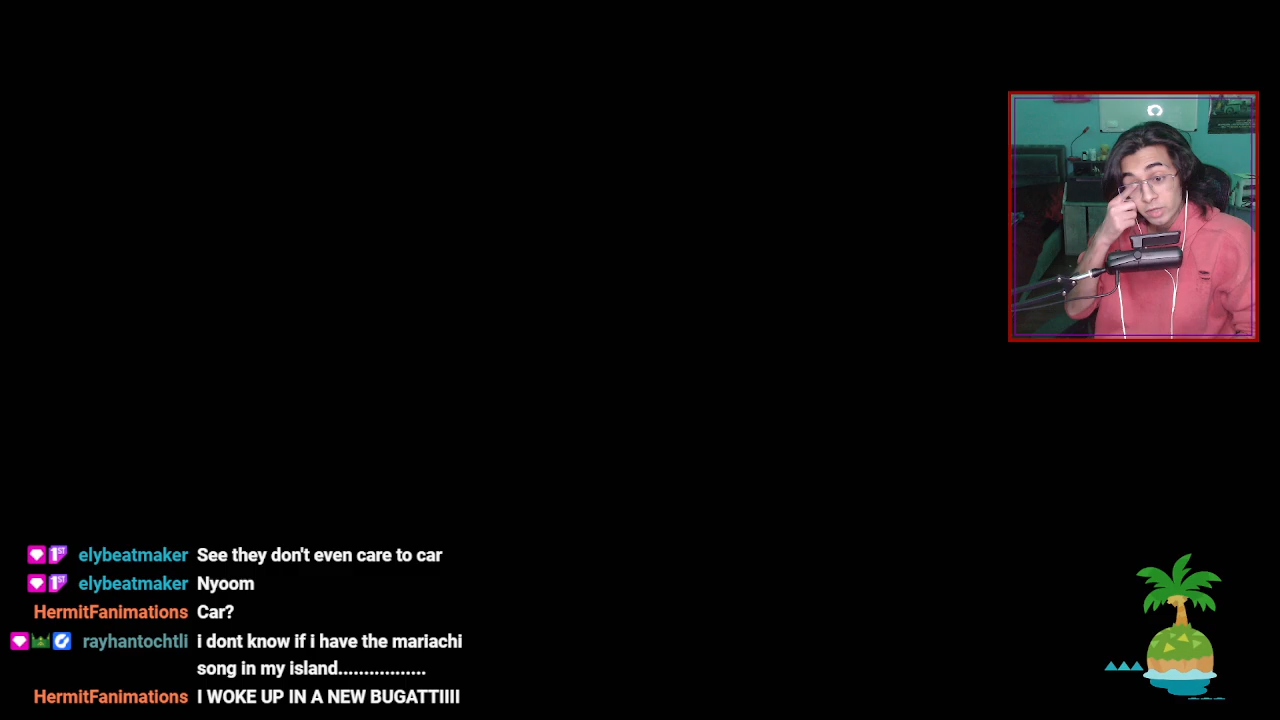 elybeatmaker See they don't even care to car
elybeatmaker Nyoom
HermitFanimations Car?
rayhantochtli i dont know if i have the mariachi
song in my island.................
HermitFanimations I WOKE UP IN A NEW BUGATTIIII